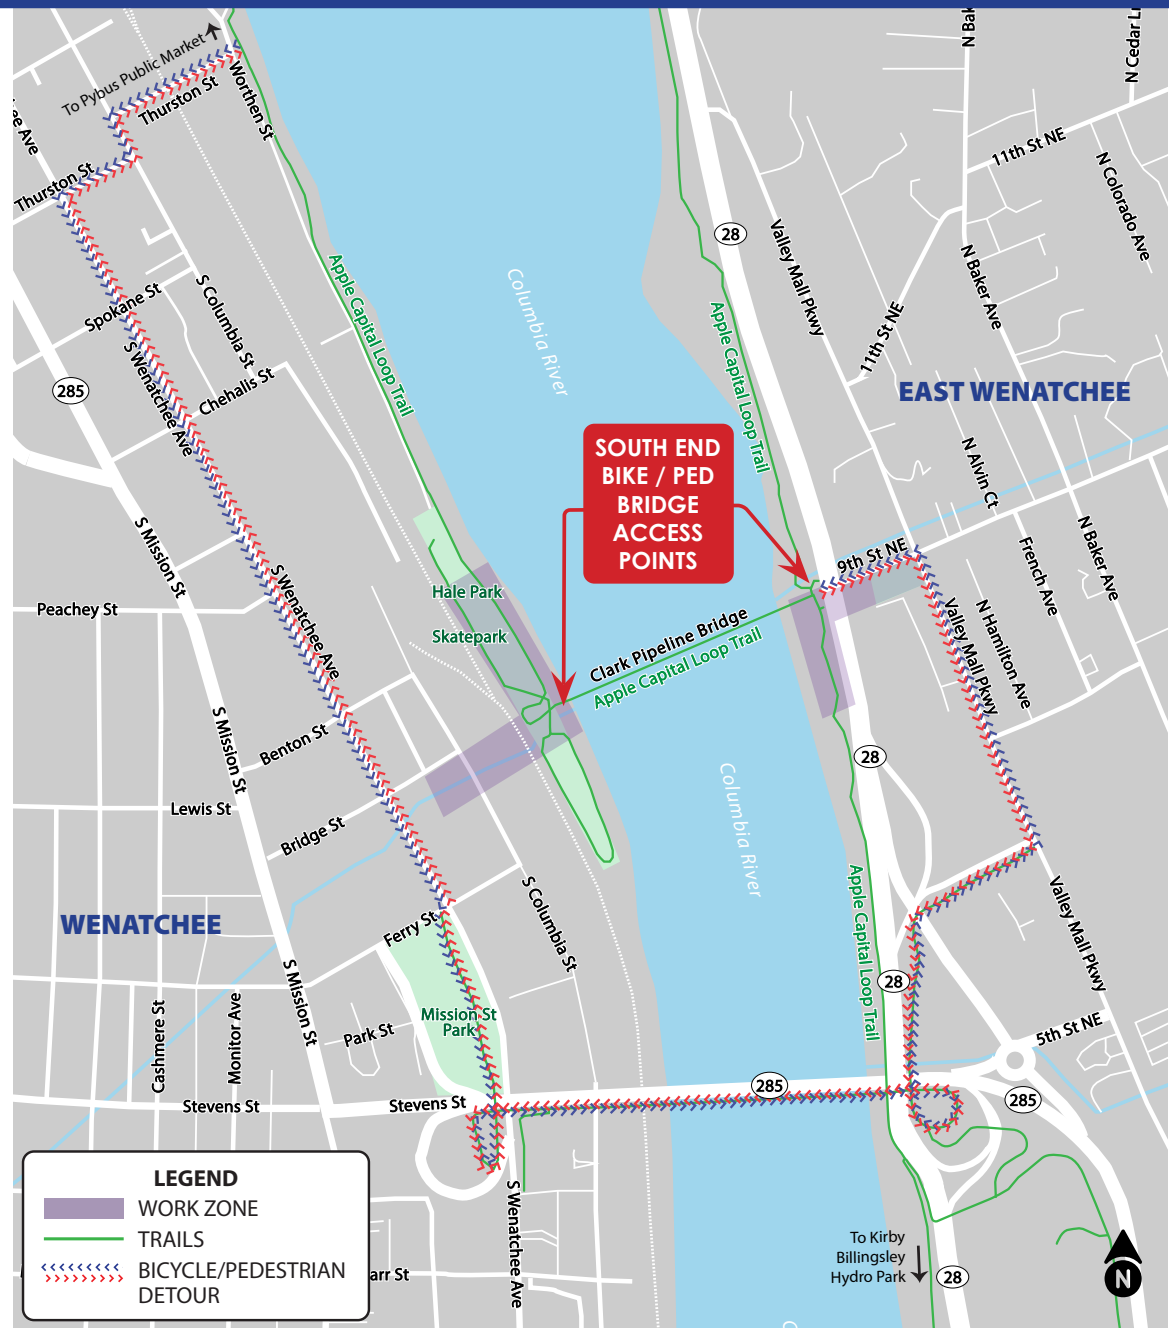 N Bak
N Cedar L
To Pybus Public Market
Worthen St
Thurston St
ee Ave
Thurston St
11th St NE
N Colorado Ave
28
Valley Mall Pkwy
N Baker Ave
Apple Capital Loop Trail
Columbia River
S Columbia St
Spokane St
Apple Capital Loop Trail
11th St NE
S Wenatchee Ave
285
Chehalis St
EAST WENATCHEE
SOUTH END
BIKE / PED
BRIDGE
ACCESS
POINTS
N Alvin Ct
S Mission St
9th St NE
French Ave
N Baker Ave
S Wenatchee Ave
Hale Park
Peachey St
Skatepark
Clark Pipeline Bridge
Apple Capital Loop Trail
Valley Mall Pkwy
N Hamilton Ave
S Mission St
Benton St
28
Columbia River
Lewis St
Bridge St
S Columbia St
Apple Capital Loop Trail
Valley Mall Pkwy
WENATCHEE
Ferry St
S Mission St
28
Cashmere St
Monitor Ave
Park St
Mission St
Park
5th St NE
285
285
Stevens St
Stevens St
S Wenatchee Ave
LEGEND
WORK ZONE
TRAILS
BICYCLE/PEDESTRIAN
DETOUR
arr St
To Kirby
Billingsley
Hydro Park
28
N